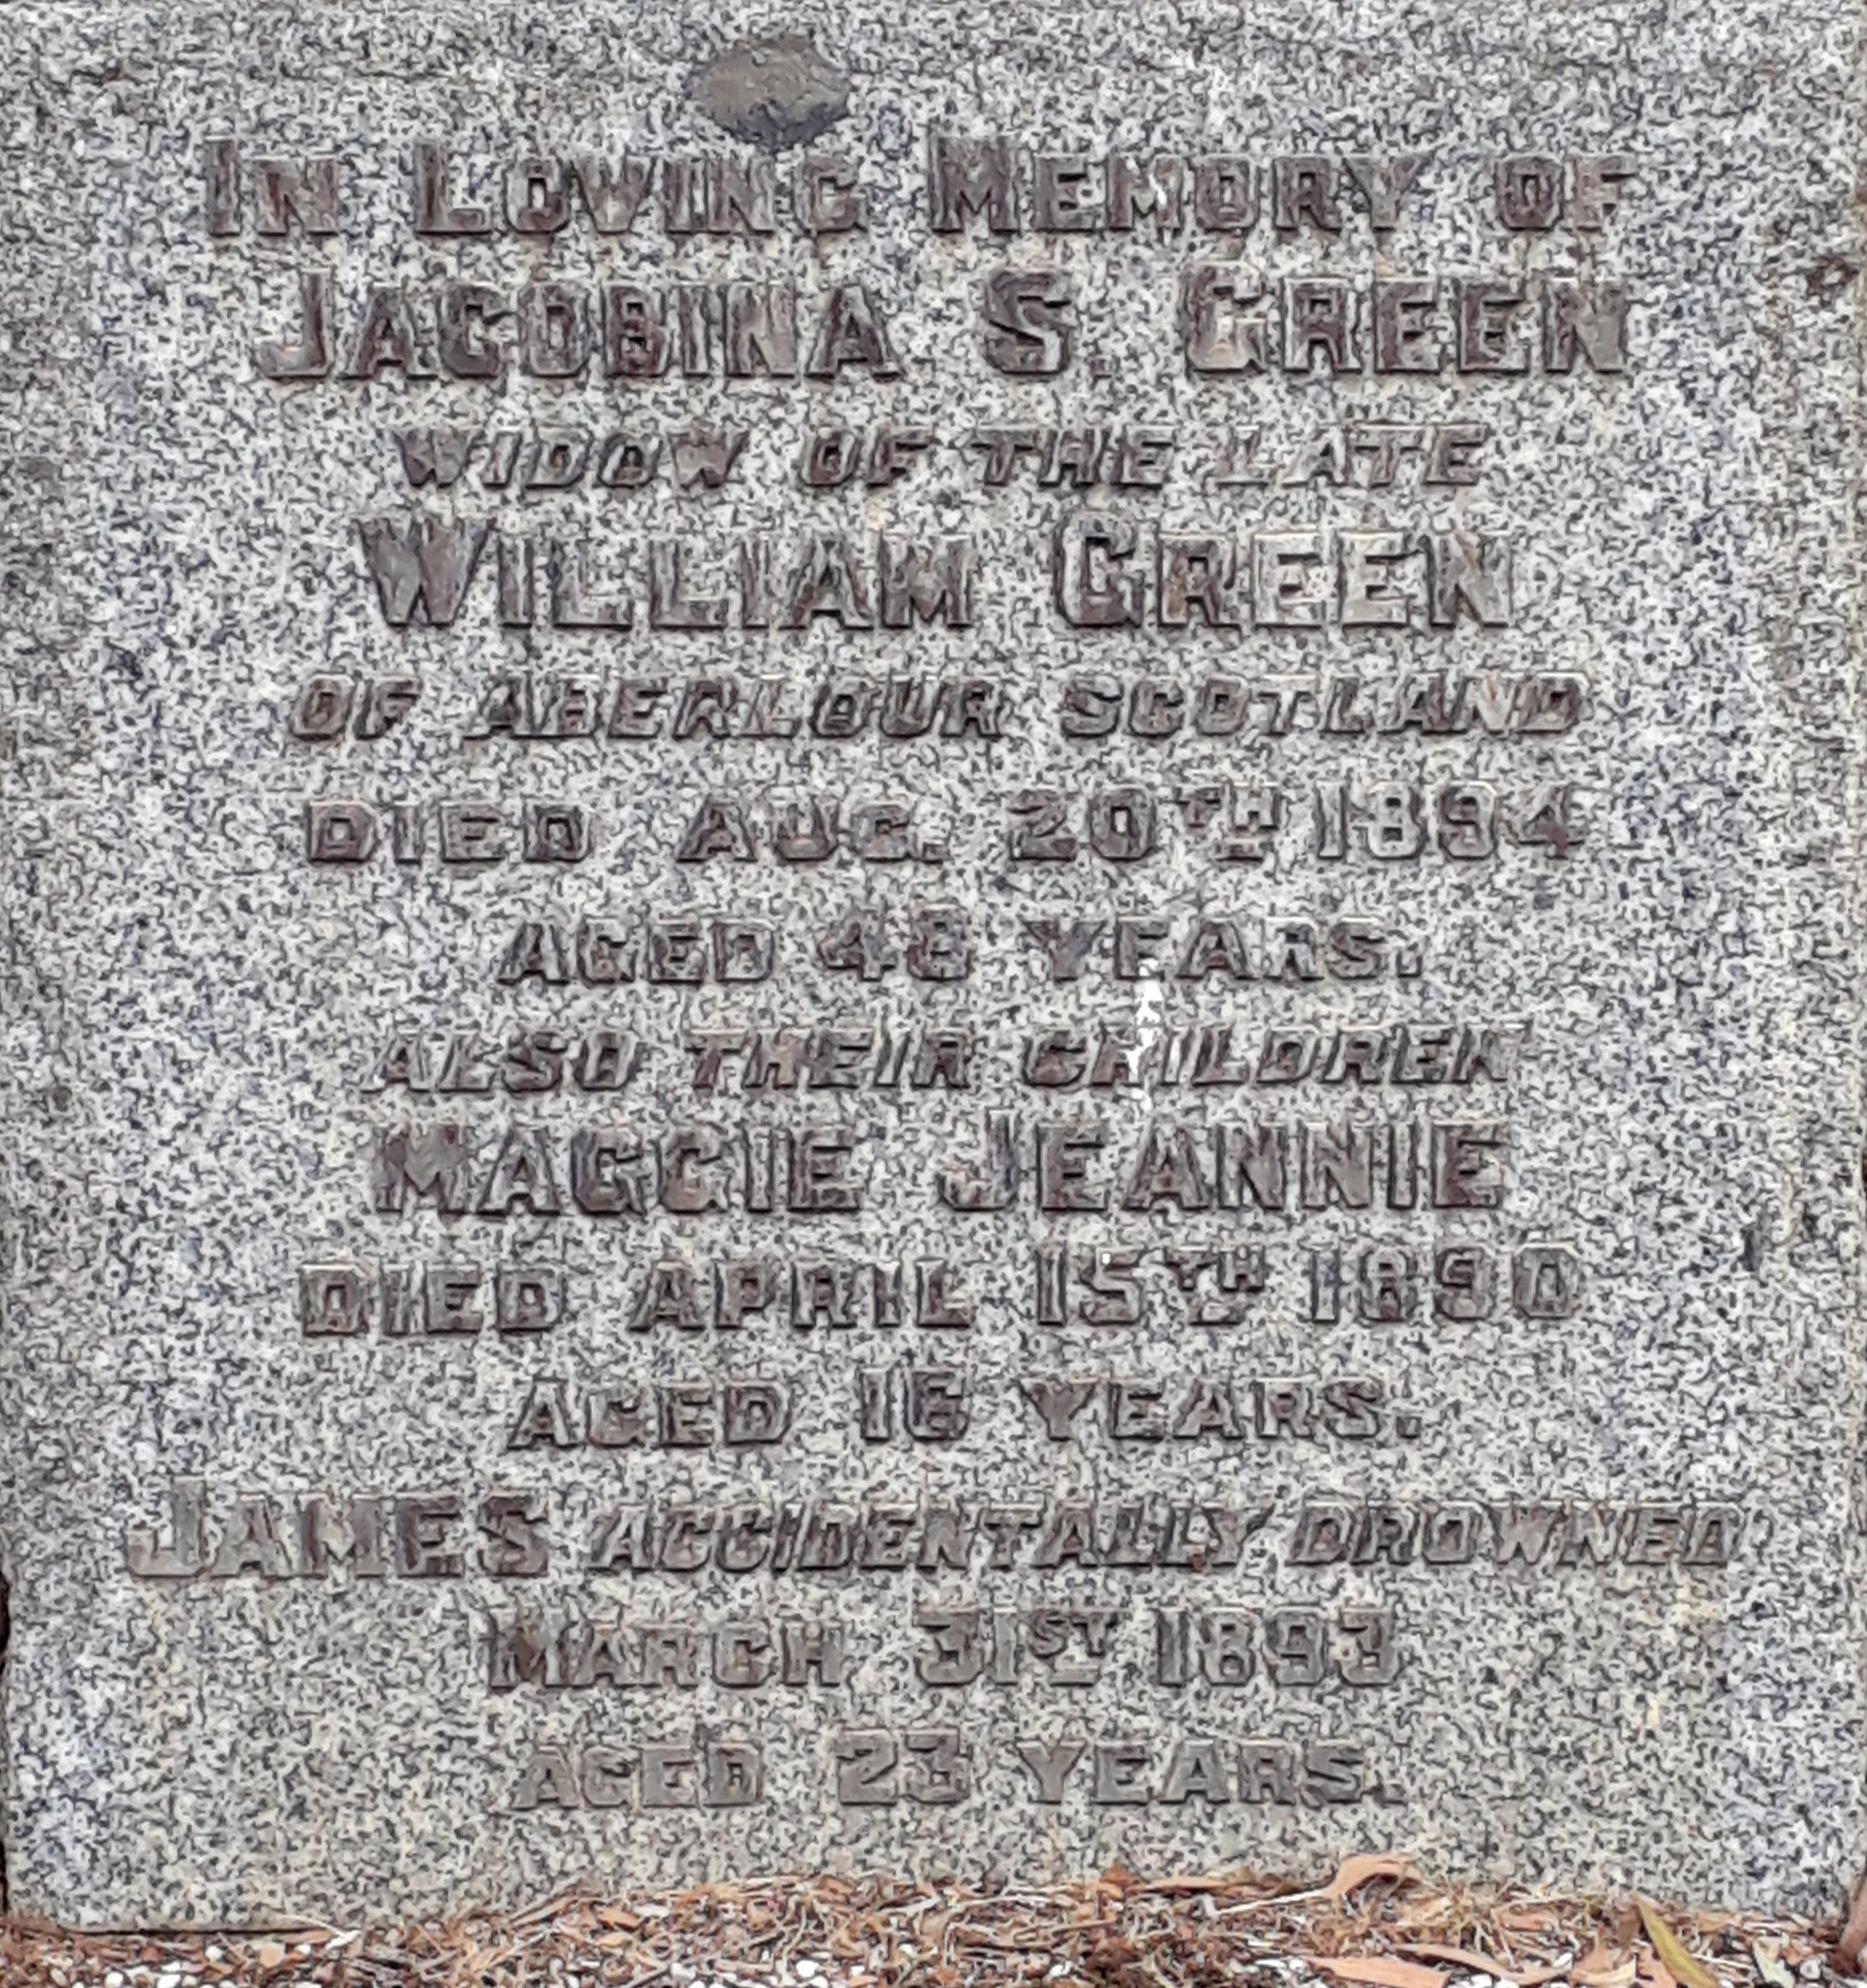 IN LOVING MEMORY OF
JACOBINA S. GREEN
WIDOW OF THE LATE
WILLIAM GREEN
OF ABERLOUR SCOTLAND
DIED AUG. 20TH 1894
AGED 48 YEARS.
ALSO THEIR CHILDREN
MAGGIE JEANNIE
DIED APRIL 15TH 1890
AGED 16 YEARS.
JAMES ACCIDENTALLY DROWNED
MARCH 31ST 1893
AGED 23 YEARS.